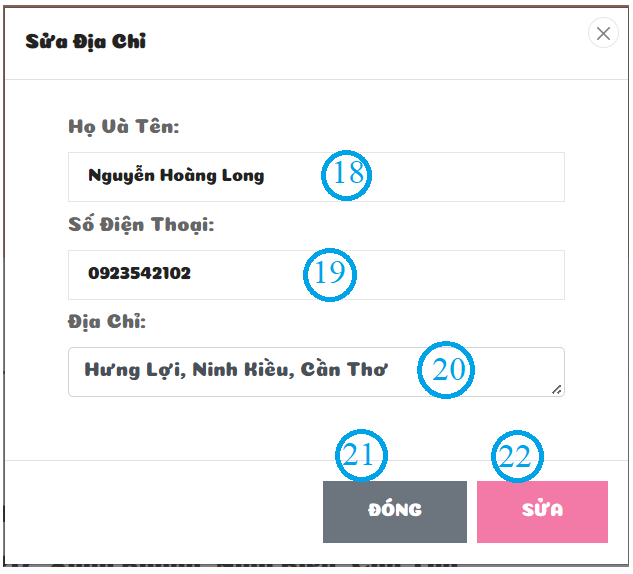 Sửa Địa Chỉ
Họ Và Tên:
Nguyễn Hoàng Long 18
Số Điện Thoại:
0923542102 19
Địa Chỉ:
Hưng Lợi, Ninh Kiều, Cần Thơ 20
21 22
ĐÓNG SỬA